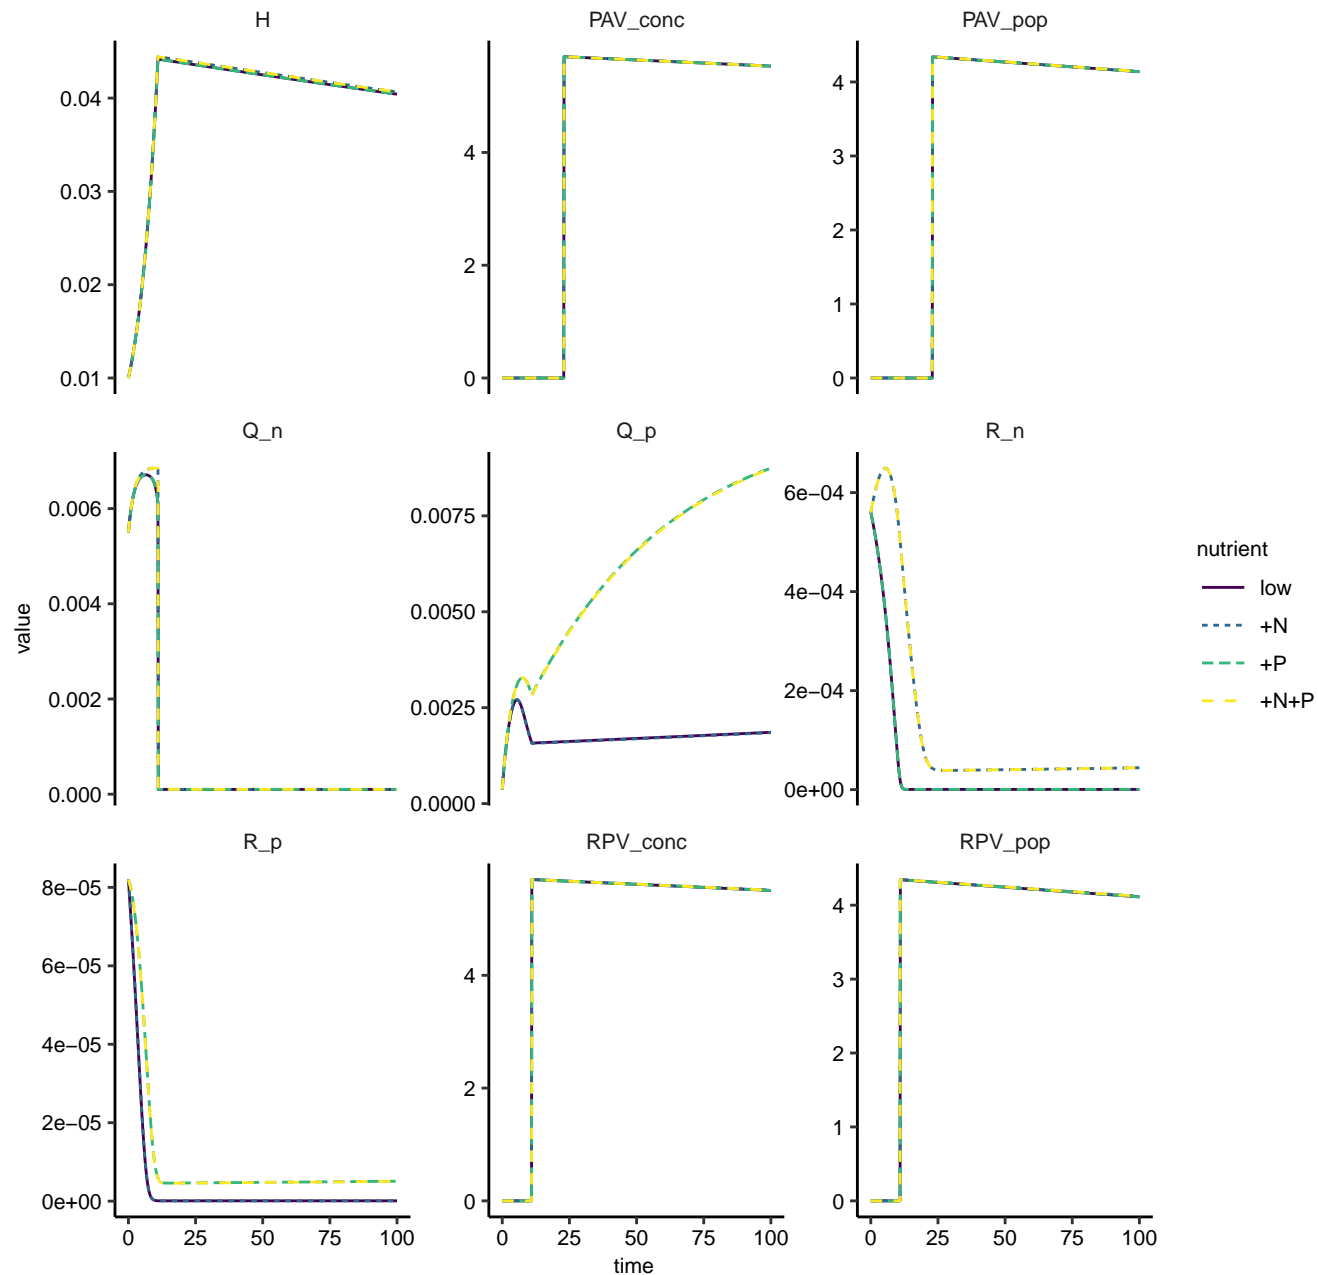 H
PAV_conc
PAV_pop
0.04
0.03
0.02
0.01
4
2
0
4
3
2
1
0
Q_n
Q_p
R_n
0.006
0.004
0.002
0.000
0.0075
0.0050
0.0025
0.0000
6e−04
4e−04
2e−04
0e+00
value
nutrient
low
+N
+P
+N+P
R_p
RPV_conc
RPV_pop
8e−05
6e−05
4e−05
2e−05
0e+00
4
2
0
4
3
2
1
0
0 25 50 75 100
0 25 50 75 100
0 25 50 75 100
time